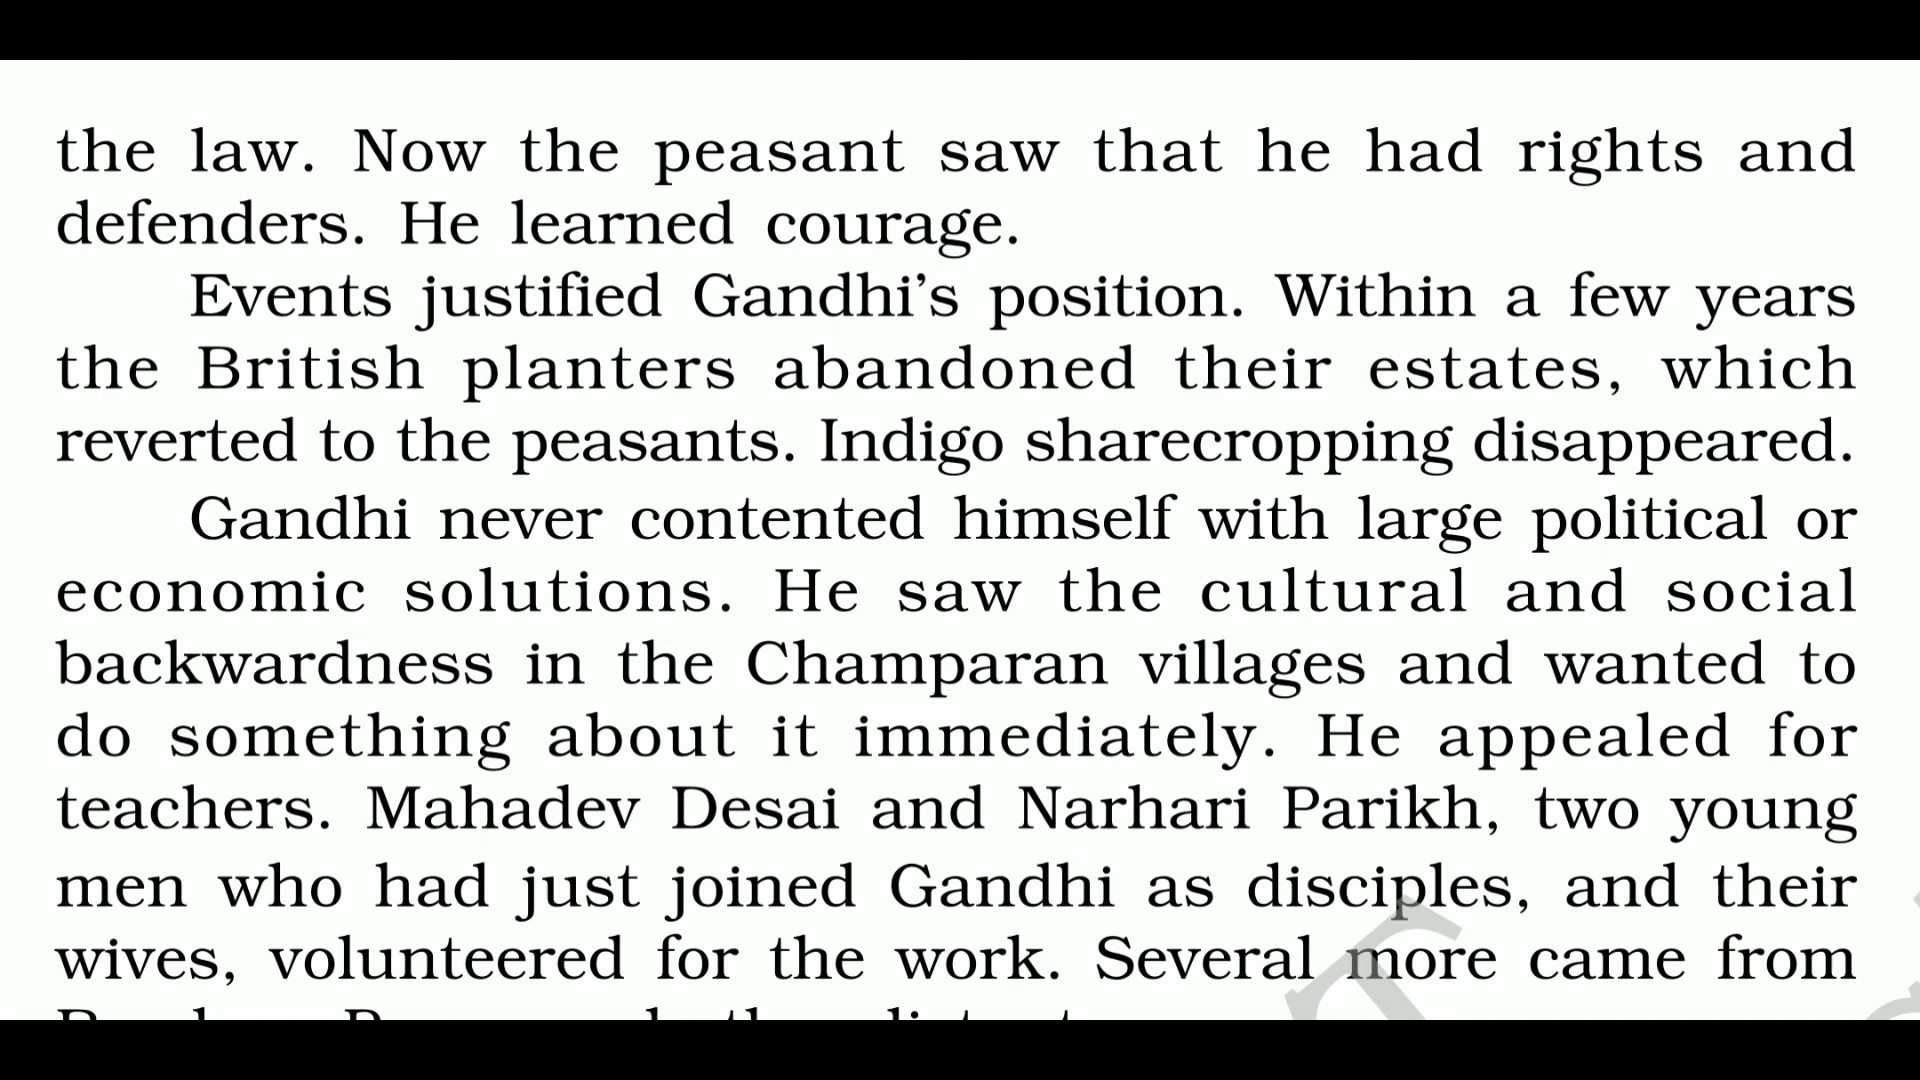 the law. Now the peasant saw that he had rights and
defenders. He learned courage.
Events justified Gandhi’s position. Within a few years
the British planters abandoned their estates, which
reverted to the peasants. Indigo sharecropping disappeared.
Gandhi never contented himself with large political or
economic solutions. He saw the cultural and social
backwardness in the Champaran villages and wanted to
do something about it immediately. He appealed for
teachers. Mahadev Desai and Narhari Parikh, two young
men who had just joined Gandhi as disciples, and their
wives, volunteered for the work. Several more came from